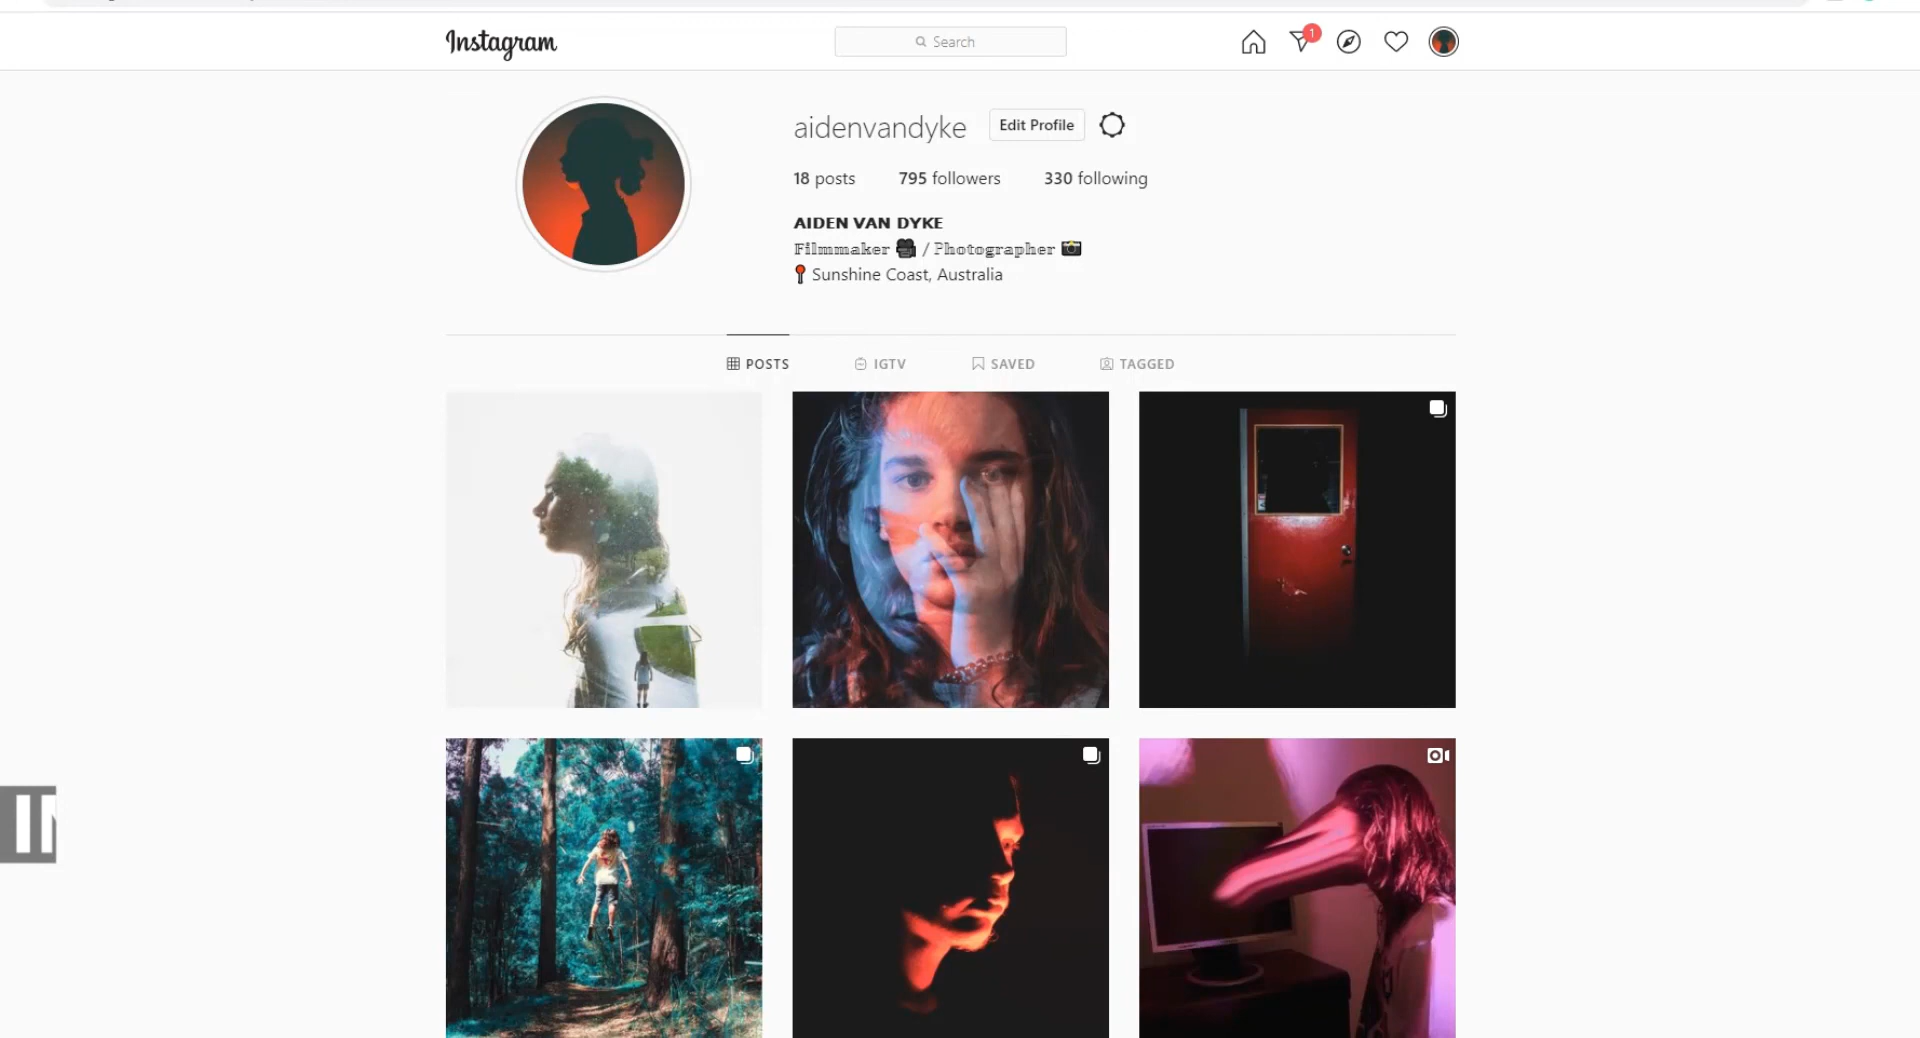 Instagram
Search
1
aidenvandyke Edit Profile
18 posts 795 followers 330 following
AIDEN VAN DYKE
𝔽𝕚𝕝𝕞𝕞𝕒𝕜𝕖𝕣 🎥 / ℙ𝕙𝕠𝕥𝕠𝕘𝕣𝕒𝕡𝕙𝕖𝕣 📸
📍 Sunshine Coast, Australia
POSTS IGTV SAVED TAGGED